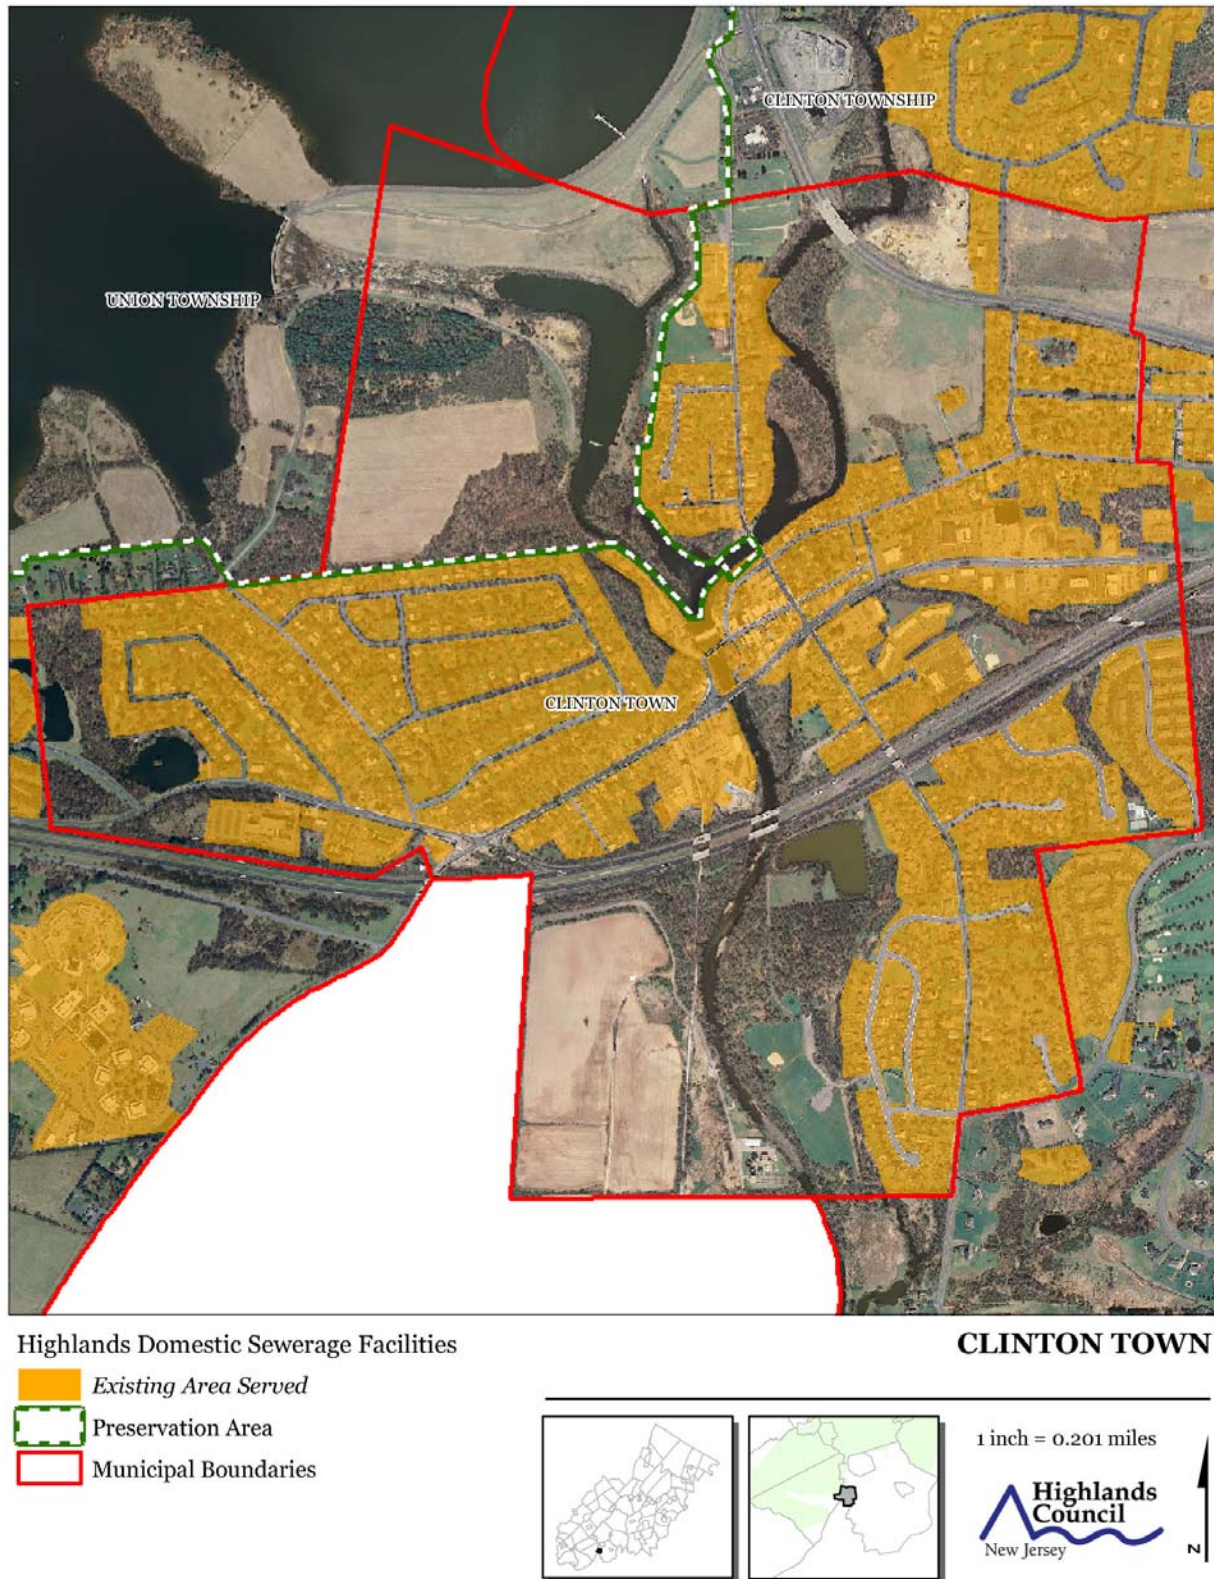 CLINTON TOWNSHIP
UNION TOWNSHIP
CLINTON TOWN
Highlands Domestic Sewerage Facilities
Existing Area Served
Preservation Area
Municipal Boundaries
CLINTON TOWN
1 inch = 0.201 miles
Highlands
Council
New Jersey
N